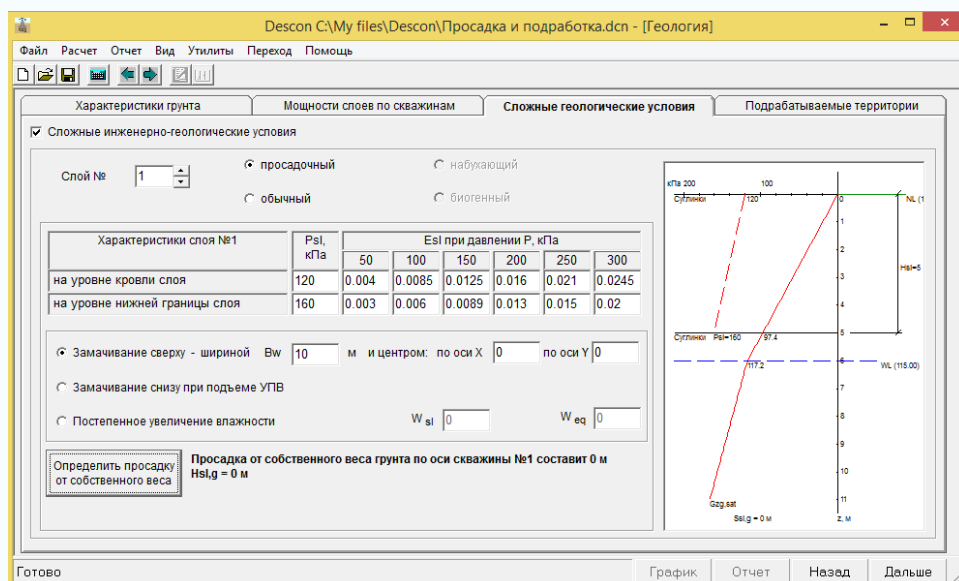 Descon C:\My files\Descon\Просадка и подработка.dcn - [Геология]
Файл Расчет Отчет Вид Утилиты Переход Помощь
Характеристики грунта Мощности слоев по скважинам Сложные геологические условия Подрабатываемые территории
Сложные инженерно-геологические условия
Слой № 1 просадочный набухающий
обычный биогенный
Характеристики слоя №1 Psl, кПа Esl при давлении P, кПа
50 100 150 200 250 300
на уровне кровли слоя 120 0.004 0.0085 0.0125 0.016 0.021 0.0245
на уровне нижней границы слоя 160 0.003 0.006 0.0089 0.013 0.015 0.02
Замачивание сверху - шириной Bw 10 м и центром: по оси X 0 по оси Y 0
Замачивание снизу при подъеме УПВ
Постепенное увеличение влажности W sl 0 W eq 0
Определить просадку от собственного веса
Просадка от собственного веса грунта по оси скважины №1 составит 0 м
Hsl,g = 0 м
кПа 200 100
Суглинки 120 0 NL (1
1
2
3 Hsl=5
4
Суглинки Psl=160 97.4 5
6 WL (115.00)
117.2
7
8
9
10
11
Gzg,sat
Ssl,g = 0 м z, м
Готово График Отчет Назад Дальше